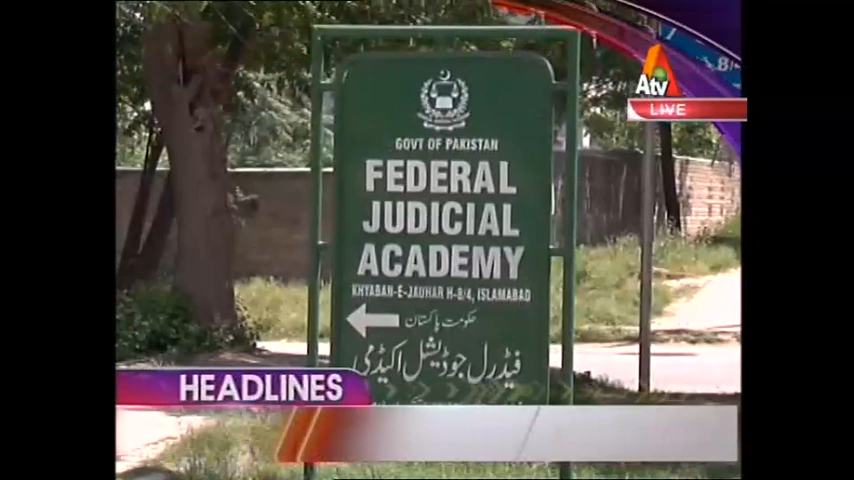 Atv
LIVE
GOVT OF PAKISTAN
FEDERAL
JUDICIAL
ACADEMY
KHYABAN-E-JAUHAR H-8/4, ISLAMABAD
حکومت پاکستان
فیڈرل جوڈیشل اکیڈمی
HEADLINES